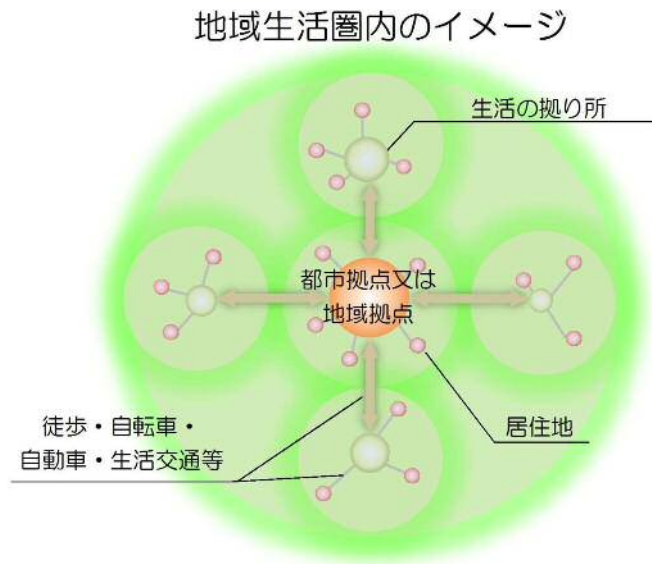 地域生活圏内のイメージ
生活の拠り所
都市拠点又は
地域拠点
徒歩・自転車・
自動車・生活交通等
居住地